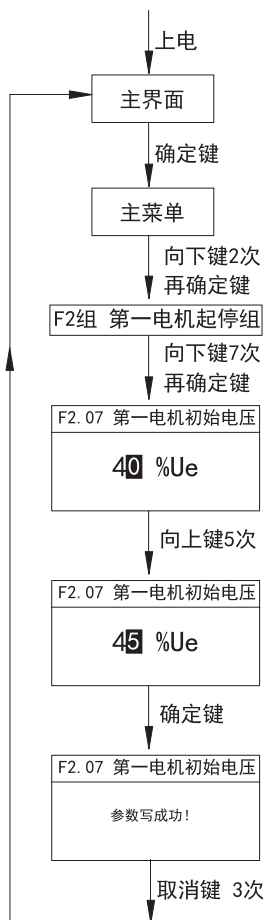 上电
主界面
确定键
主菜单
向下键2次
再确定键
F2组 第一电机起停组
向下键7次
再确定键
F2.07 第一电机初始电压
40 %Ue
向上键5次
F2.07 第一电机初始电压
45 %Ue
确定键
F2.07 第一电机初始电压
参数写成功!
取消键 3次